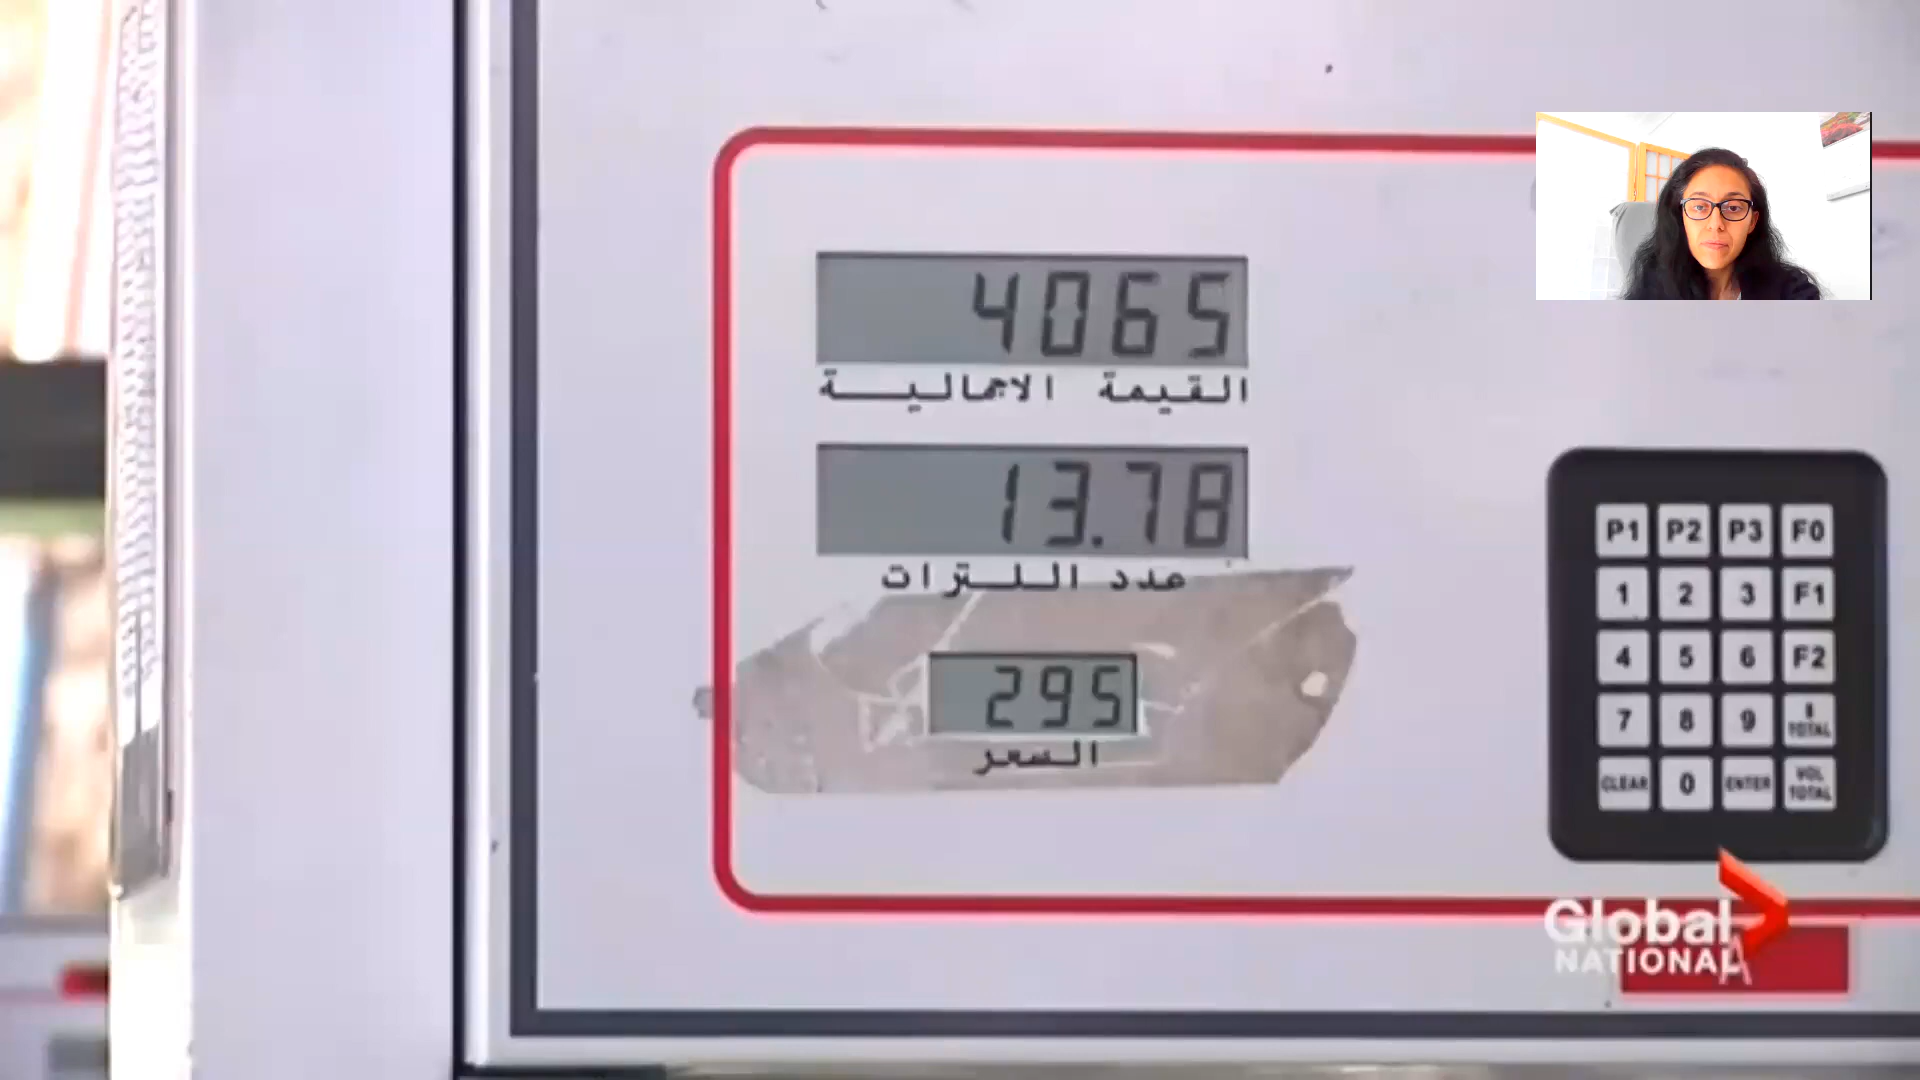 4065
القيمة الاجمالية
13.78
عدد اللترات
295
السعر
P1 P2 P3 F0
1 2 3 F1
4 5 6 F2
7 8 9 TOTAL
CLEAR 0 ENTER VOL TOTAL
Global
NATIONAL
A